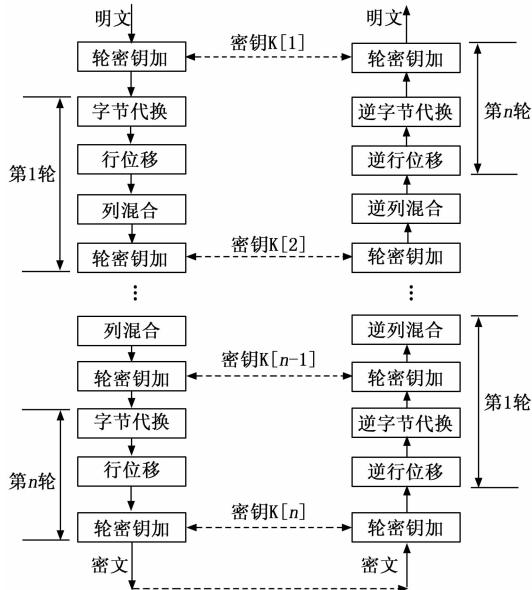 明文
密钥K[1]
轮密钥加
轮密钥加
字节代换
逆字节代换
第n轮
行位移
逆行位移
第1轮
列混合
逆列混合
密钥K[2]
轮密钥加
轮密钥加
⋮
⋮
列混合
逆列混合
密钥K[n-1]
轮密钥加
轮密钥加
字节代换
逆字节代换
第1轮
第n轮
行位移
逆行位移
密钥K[n]
轮密钥加
轮密钥加
密文
密文
明文